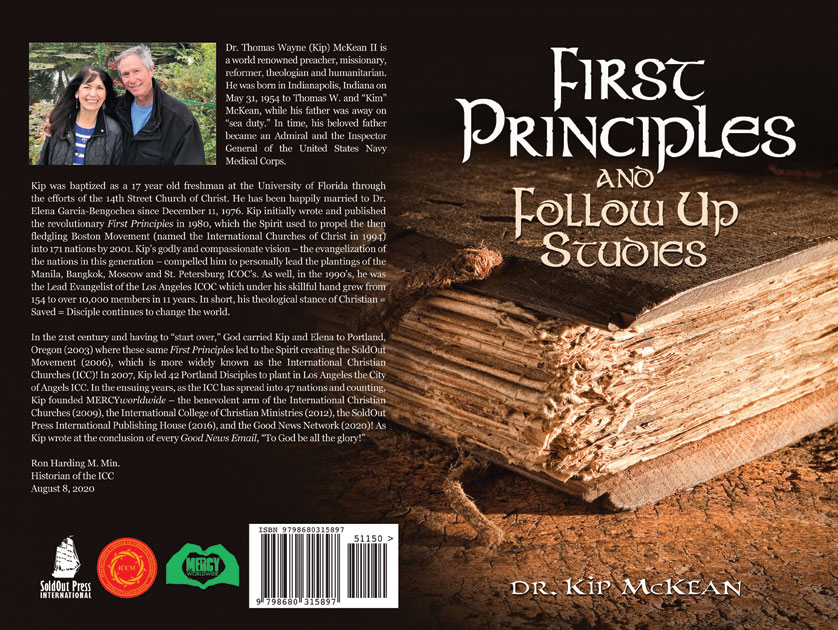 Dr. Thomas Wayne (Kip) McKean II is
a world renowned preacher, missionary,
reformer, theologian and humanitarian.
He was born in Indianapolis, Indiana on
May 31, 1954 to Thomas W. and “Kim”
McKean, while his father was away on
“sea duty.” In time, his beloved father
became an Admiral and the Inspector
General of the United States Navy
Medical Corps.
Kip was baptized as a 17 year old freshman at the University of Florida through
the efforts of the 14th Street Church of Christ. He has been happily married to Dr.
Elena Garcia-Bengochea since December 11, 1976. Kip initially wrote and published
the revolutionary First Principles in 1980, which the Spirit used to propel the then
fledgling Boston Movement (named the International Churches of Christ in 1994)
into 171 nations by 2001. Kip’s godly and compassionate vision – the evangelization of
the nations in this generation – compelled him to personally lead the plantings of the
Manila, Bangkok, Moscow and St. Petersburg ICOC’s. As well, in the 1990’s, he was
the Lead Evangelist of the Los Angeles ICOC which under his skillful hand grew from
154 to over 10,000 members in 11 years. In short, his theological stance of Christian =
Saved = Disciple continues to change the world.
In the 21st century and having to “start over,” God carried Kip and Elena to Portland,
Oregon (2003) where these same First Principles led to the Spirit creating the SoldOut
Movement (2006), which is more widely known as the International Christian
Churches (ICC)! In 2007, Kip led 42 Portland Disciples to plant in Los Angeles the City
of Angels ICC. In the ensuing years, as the ICC has spread into 47 nations and counting,
Kip founded MERCYworldwide – the benevolent arm of the International Christian
Churches (2009), the International College of Christian Ministries (2012), the SoldOut
Press International Publishing House (2016), and the Good News Network (2020)! As
Kip wrote at the conclusion of every Good News Email, “To God be all the glory!”
Ron Harding M. Min.
Historian of the ICC
August 8, 2020
SoldOut Press
INTERNATIONAL
ICCM
MERCY
WORLDWIDE
ISBN 9798680315897
51150 >
9 798680 315897
First
Principles
and
Follow Up
Studies
Dr. Kip McKean